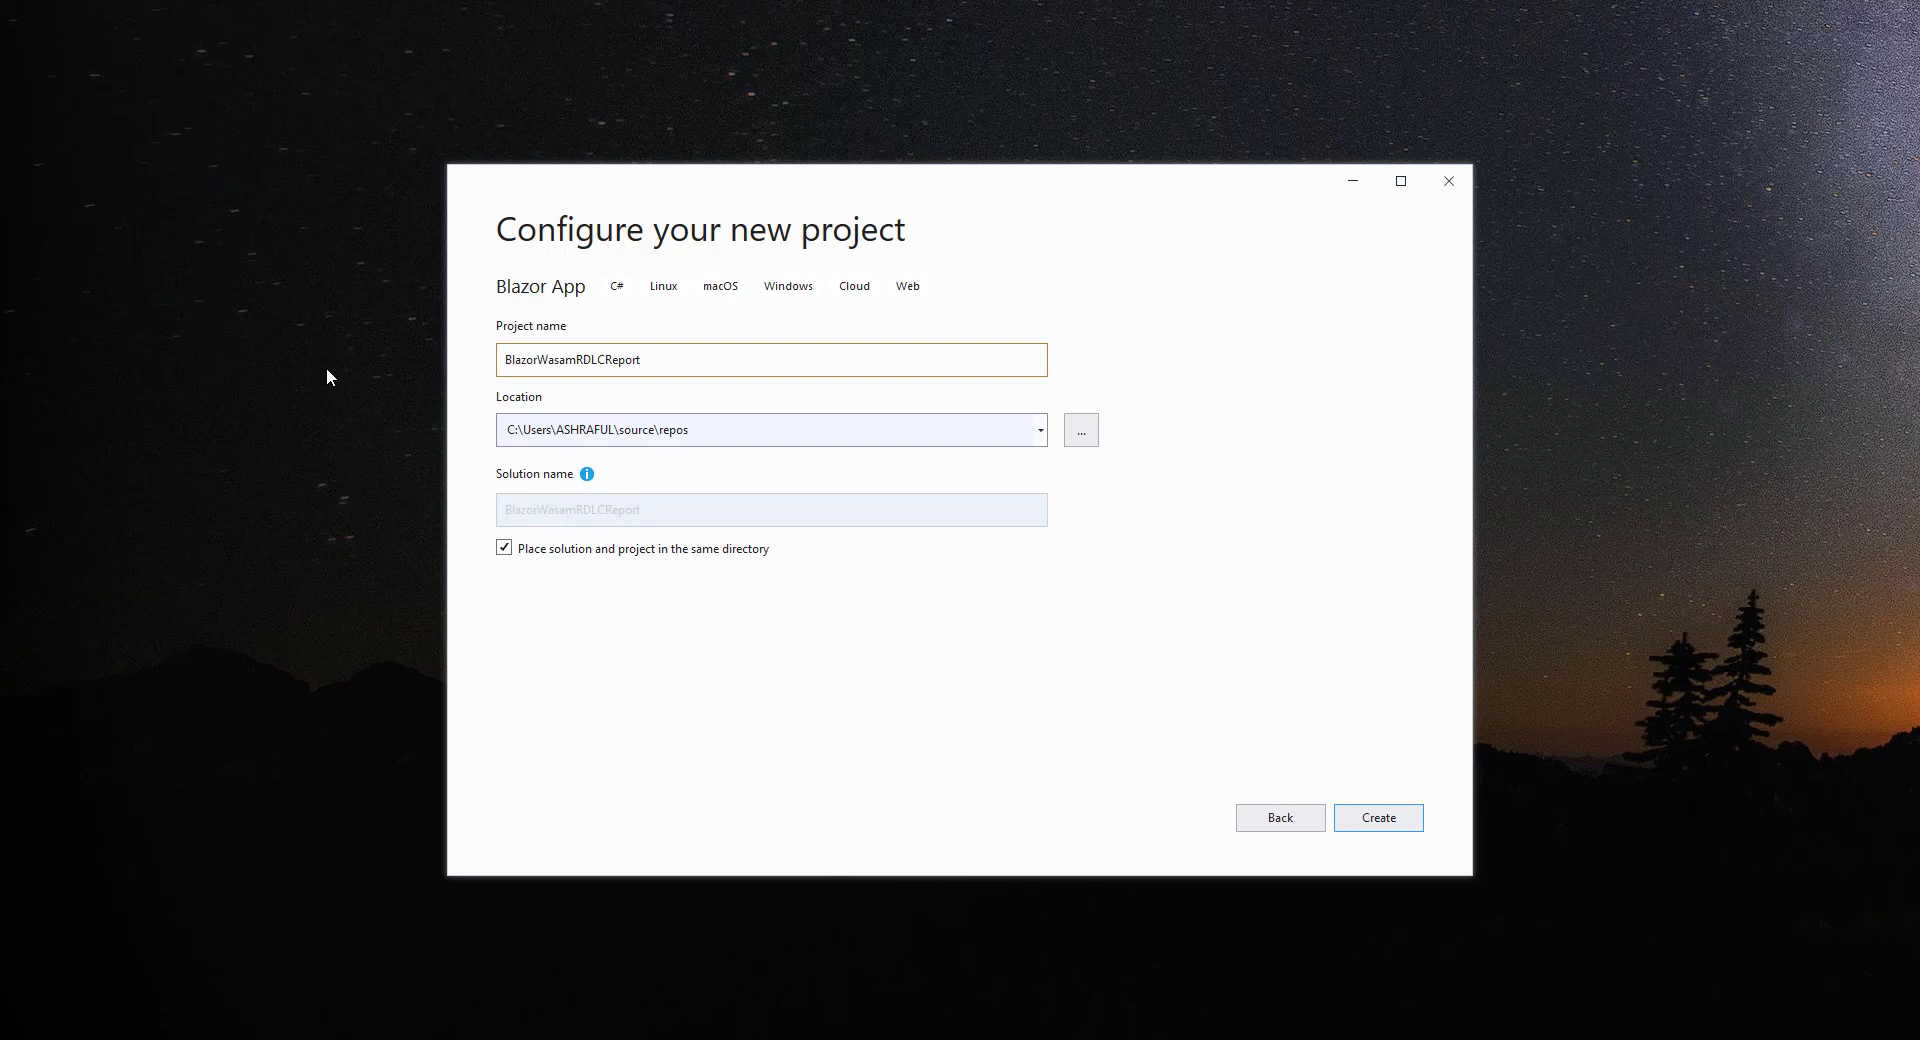 Configure your new project
Blazor App C# Linux macOS Windows Cloud Web
Project name
BlazorWasamRDLCReport
Location
C:\Users\ASHRAFUL\source\repos
...
Solution name
BlazorWasamRDLCReport
Place solution and project in the same directory
Back Create